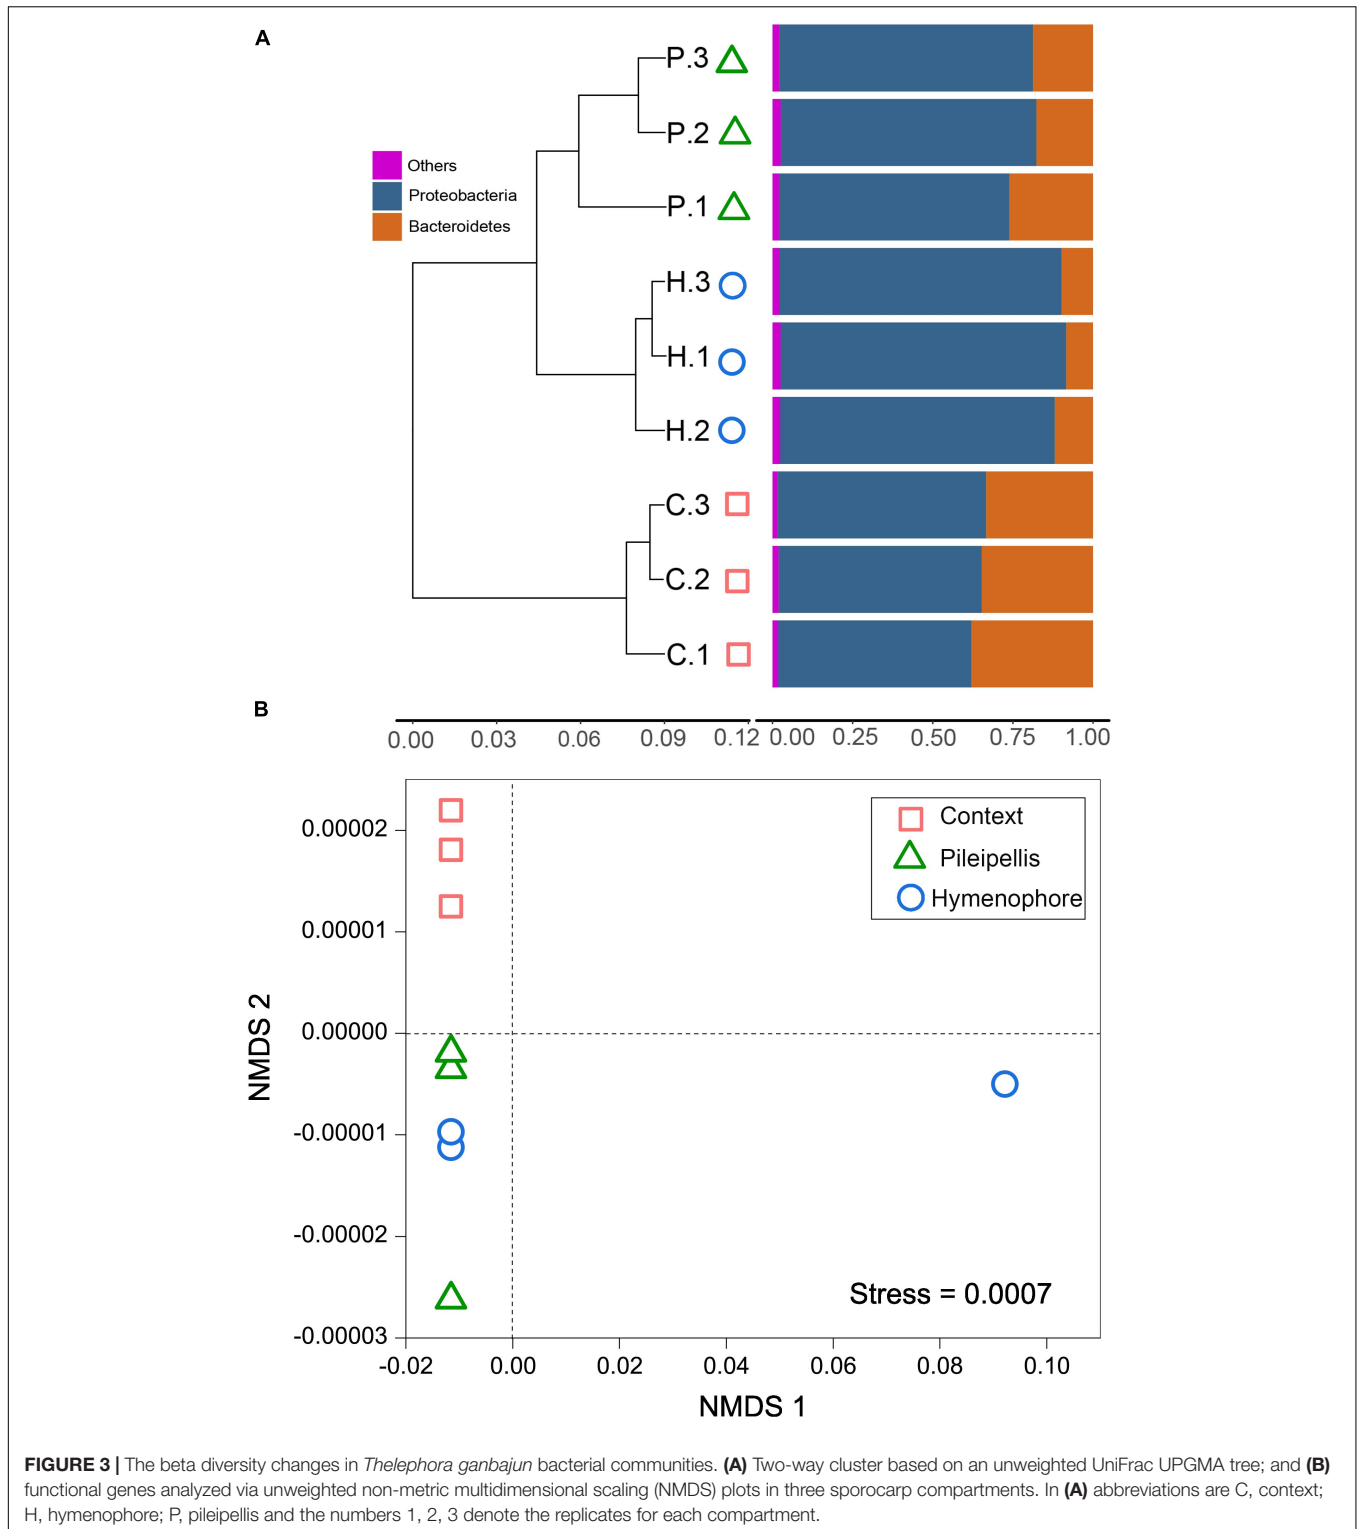 A
P.3
P.2
Others
Proteobacteria
Bacteroidetes
P.1
H.3
H.1
H.2
C.3
C.2
C.1
B
0.00 0.03 0.06 0.09 0.12 0.00 0.25 0.50 0.75 1.00
Context
Pileipellis
Hymenophore
0.00002
0.00001
0.00000
-0.00001
-0.00002
-0.00003
NMDS 2
Stress = 0.0007
-0.02 0.00 0.02 0.04 0.06 0.08 0.10
NMDS 1
FIGURE 3 | The beta diversity changes in Thelephora ganbajun bacterial communities. (A) Two-way cluster based on an unweighted UniFrac UPGMA tree; and (B)
functional genes analyzed via unweighted non-metric multidimensional scaling (NMDS) plots in three sporocarp compartments. In (A) abbreviations are C, context;
H, hymenophore; P, pileipellis and the numbers 1, 2, 3 denote the replicates for each compartment.